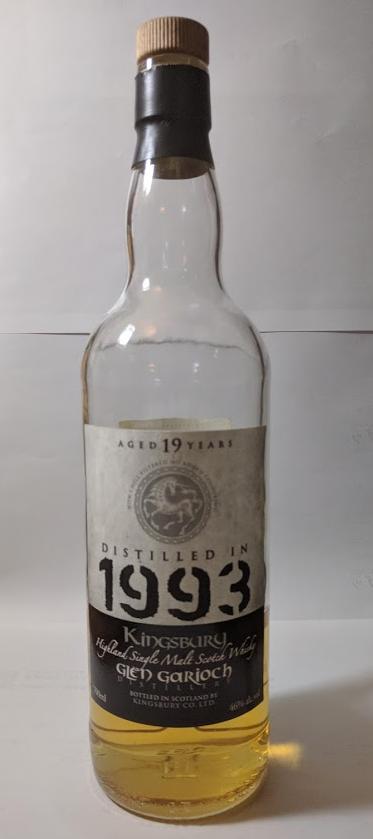 AGED 19 YEARS
DISTILLED IN
1993
KINGSBURY
Highland Single Malt Scotch Whisky
GLEN GARIOCH
DISTILLERY
BOTTLED IN SCOTLAND BY
KINGSBURY CO. LTD.
700ml
46% alc. vol